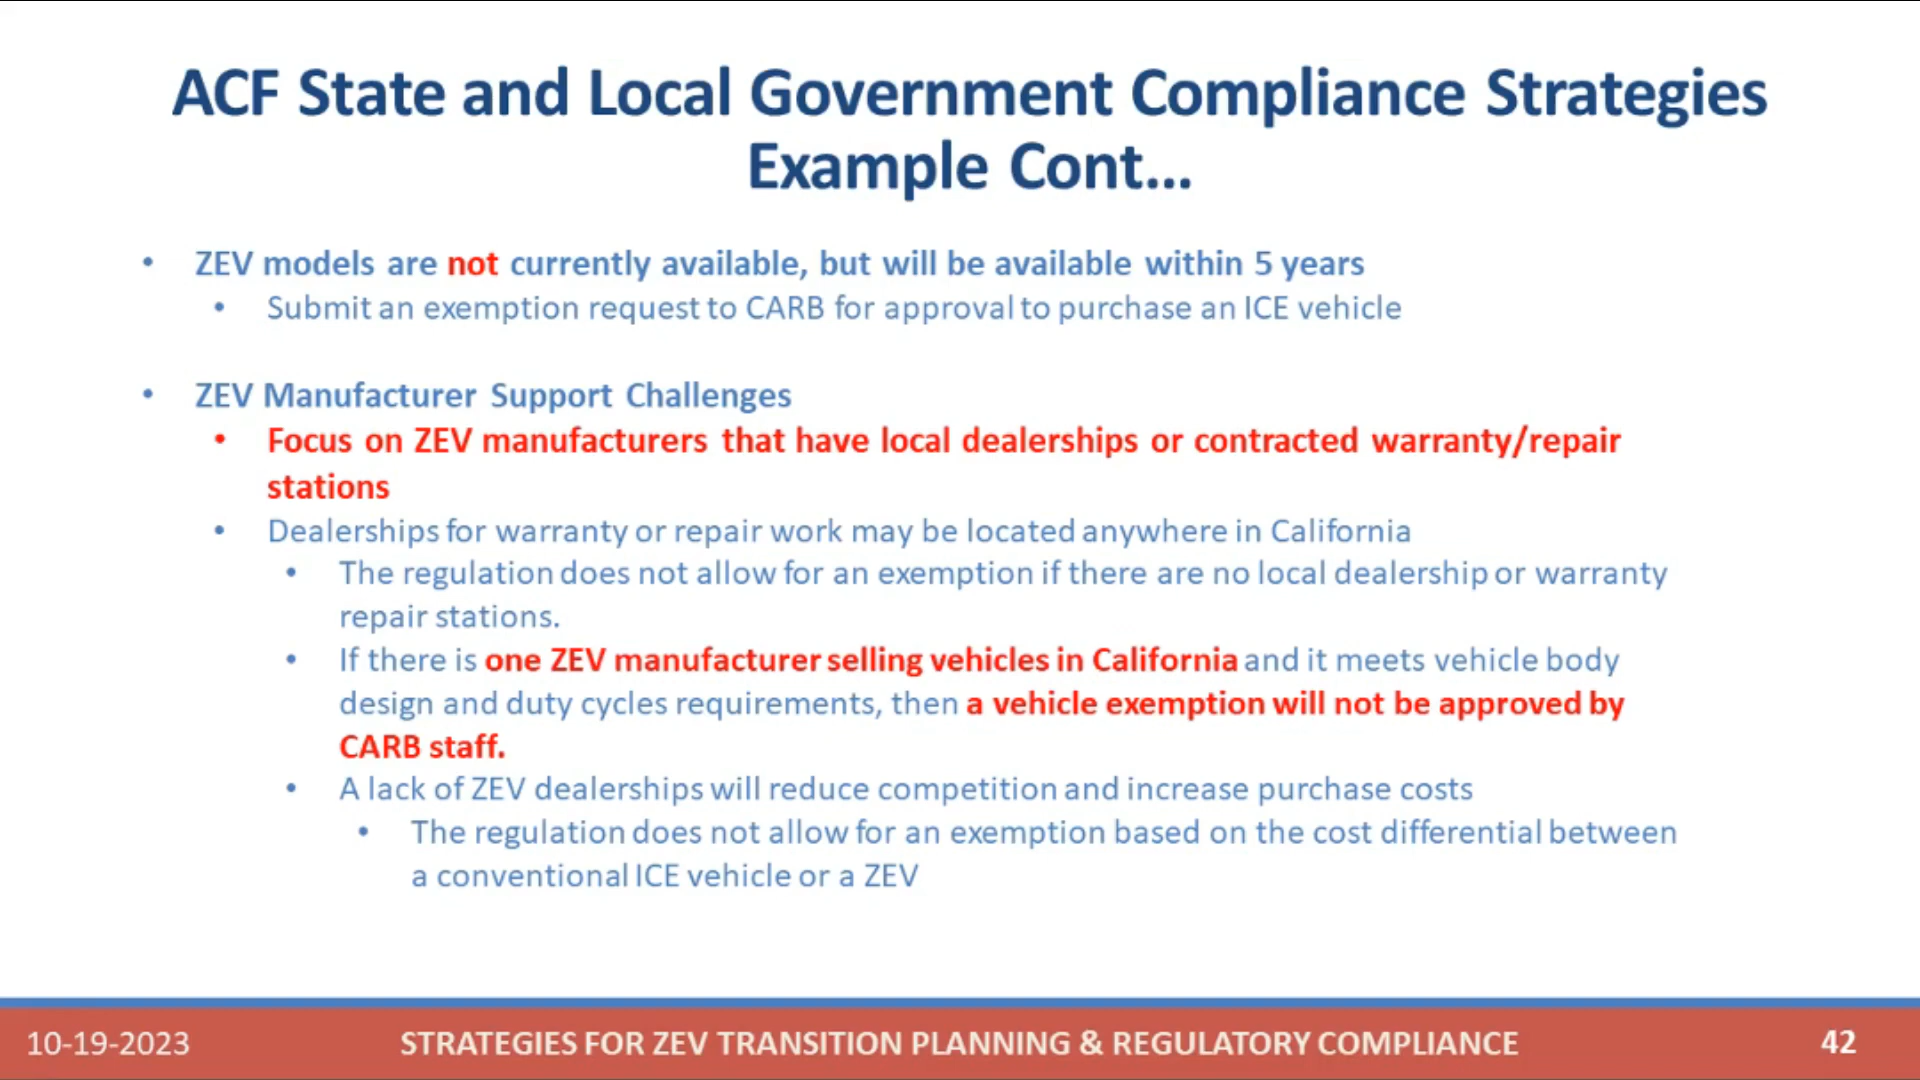 ACF State and Local Government Compliance Strategies
Example Cont...
• ZEV models are not currently available, but will be available within 5 years
• Submit an exemption request to CARB for approval to purchase an ICE vehicle
• ZEV Manufacturer Support Challenges
• Focus on ZEV manufacturers that have local dealerships or contracted warranty/repair
stations
• Dealerships for warranty or repair work may be located anywhere in California
• The regulation does not allow for an exemption if there are no local dealership or warranty
repair stations.
• If there is one ZEV manufacturer selling vehicles in California and it meets vehicle body
design and duty cycles requirements, then a vehicle exemption will not be approved by
CARB staff.
• A lack of ZEV dealerships will reduce competition and increase purchase costs
• The regulation does not allow for an exemption based on the cost differential between
a conventional ICE vehicle or a ZEV
10-19-2023 STRATEGIES FOR ZEV TRANSITION PLANNING & REGULATORY COMPLIANCE 42